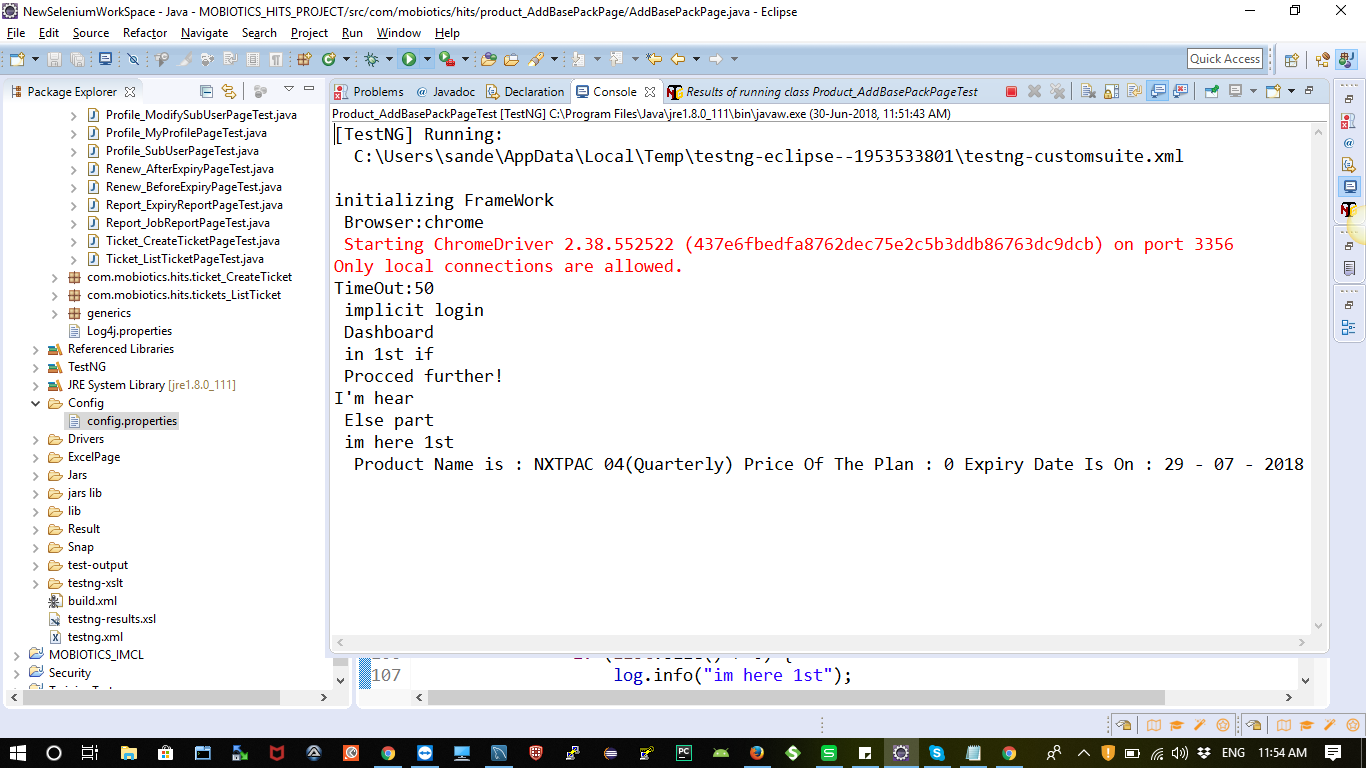 NewSeleniumWorkSpace - Java - MOBIOTICS_HITS_PROJECT/src/com/mobiotics/hits/product_AddBasePackPage/AddBasePackPage.java - Eclipse
File Edit Source Refactor Navigate Search Project Run Window Help
Quick Access
Package Explorer
Profile_ModifySubUserPageTest.java
Profile_MyProfilePageTest.java
Profile_SubUserPageTest.java
Renew_AfterExpiryPageTest.java
Renew_BeforeExpiryPageTest.java
Report_ExpiryReportPageTest.java
Report_JobReportPageTest.java
Ticket_CreateTicketPageTest.java
Ticket_ListTicketPageTest.java
com.mobiotics.hits.ticket_CreateTicket
com.mobiotics.hits.tickets_ListTicket
generics
Log4j.properties
Referenced Libraries
TestNG
JRE System Library [jre1.8.0_111]
Config
config.properties
Drivers
ExcelPage
Jars
jars lib
lib
Result
Snap
test-output
testng-xslt
build.xml
testng-results.xsl
testng.xml
MOBIOTICS_IMCL
Security
Problems @ Javadoc Declaration Console Results of running class Product_AddBasePackPageTest
Product_AddBasePackPageTest [TestNG] C:\Program Files\Java\jre1.8.0_111\bin\javaw.exe (30-Jun-2018, 11:51:43 AM)
[TestNG] Running:
C:\Users\sande\AppData\Local\Temp\testng-eclipse--1953533801\testng-customsuite.xml
initializing FrameWork
Browser:chrome
Starting ChromeDriver 2.38.552522 (437e6fbedfa8762dec75e2c5b3ddb86763dc9dcb) on port 3356
Only local connections are allowed.
TimeOut:50
implicit login
Dashboard
in 1st if
Procced further!
I'm hear
Else part
im here 1st
Product Name is : NXTPAC 04(Quarterly) Price Of The Plan : 0 Expiry Date Is On : 29 - 07 - 2018
107 log.info("im here 1st");
ENG 11:54 AM